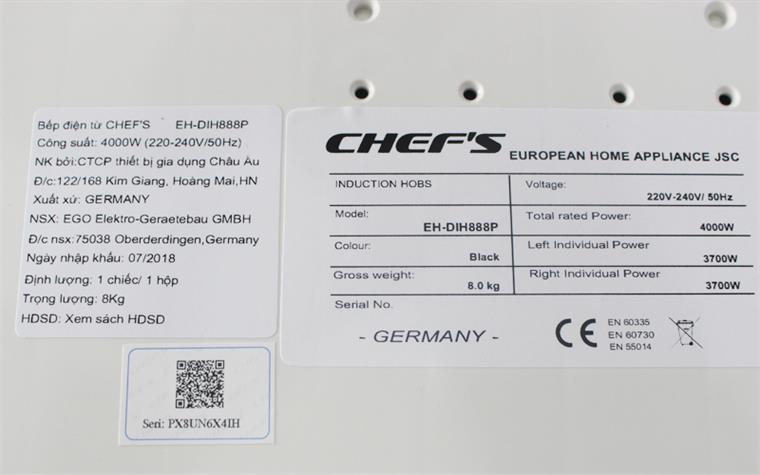 Bếp điện từ CHEF'S EH-DIH888P
Công suất: 4000W (220-240V/50Hz)
NK bởi:CTCP thiết bị gia dụng Châu Âu
Đ/c:122/168 Kim Giang, Hoàng Mai,HN
Xuất xứ: GERMANY
NSX: EGO Elektro-Geraetebau GMBH
Đ/c nsx:75038 Oberderdingen,Germany
Ngày nhập khẩu: 07/2018
Định lượng: 1 chiếc/ 1 hộp
Trọng lượng: 8Kg
HDSD: Xem sách HDSD
Seri: PX8UN6X4IH
CHEF'S EUROPEAN HOME APPLIANCE JSC
INDUCTION HOBS
Model: EH-DIH888P
Colour: Black
Gross weight: 8.0 kg
Serial No.
Voltage: 220V-240V/ 50Hz
Total rated Power: 4000W
Left Individual Power 3700W
Right Individual Power 3700W
- GERMANY -
CE
EN 60335
EN 60730
EN 55014